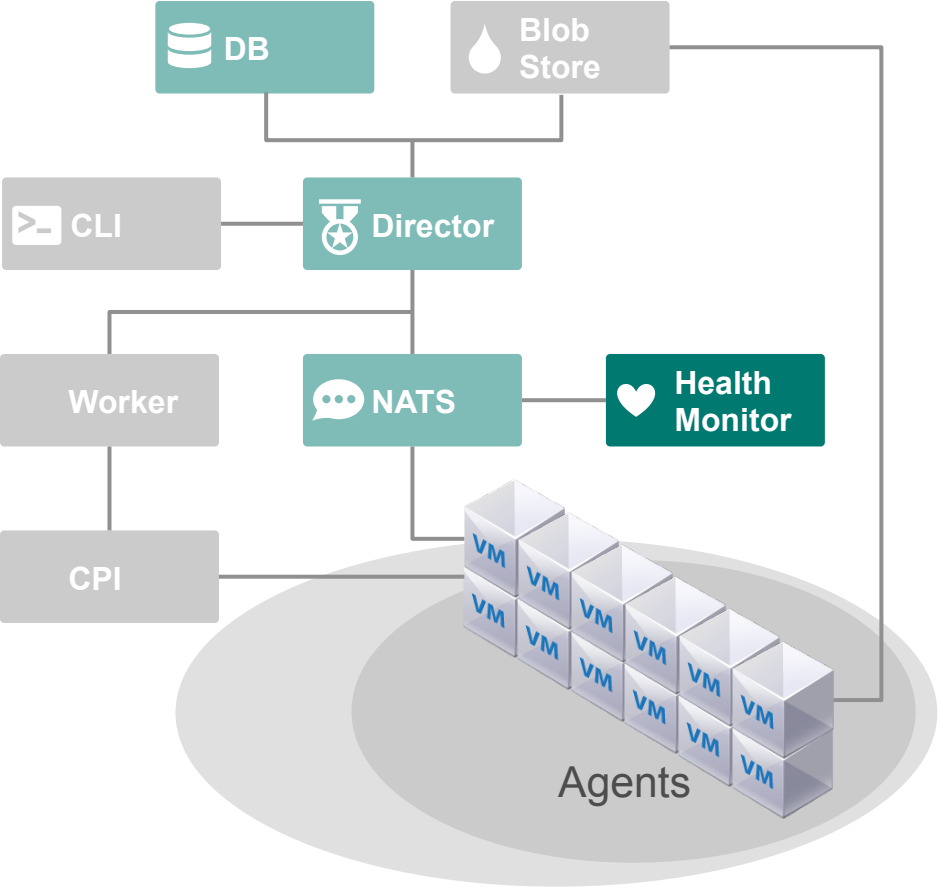 DB
Blob
Store
CLI
Director
Worker
NATS
Health
Monitor
CPI
VM
VM
VM
VM
VM
VM
VM
VM
VM
VM
VM
VM
Agents